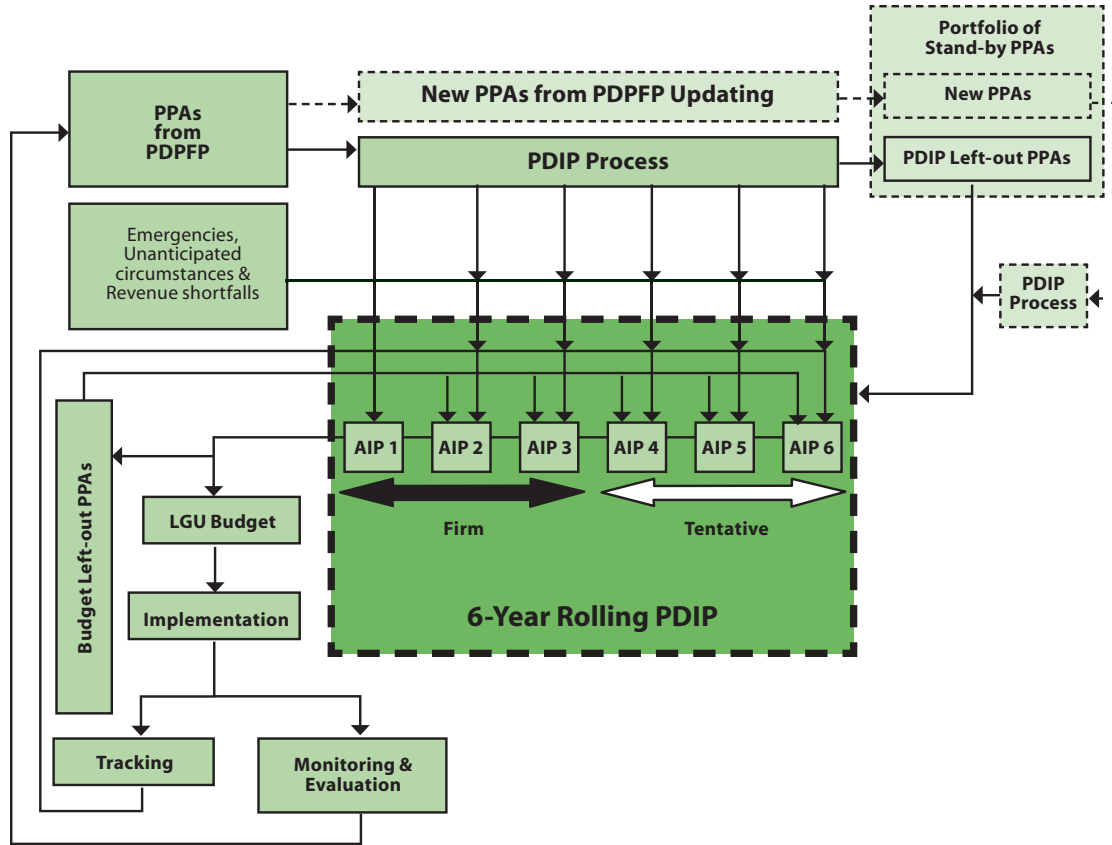 Portfolio of
Stand-by PPAs
PPAs
from
PDPFP
New PPAs from PDPFP Updating
New PPAs
PDIP Process
PDIP Left-out PPAs
Emergencies,
Unanticipated
circumstances &
Revenue shortfalls
PDIP
Process
AIP 1
AIP 2
AIP 3
AIP 4
AIP 5
AIP 6
Budget Left-out PPAs
LGU Budget
Firm
Tentative
Implementation
6-Year Rolling PDIP
Tracking
Monitoring &
Evaluation